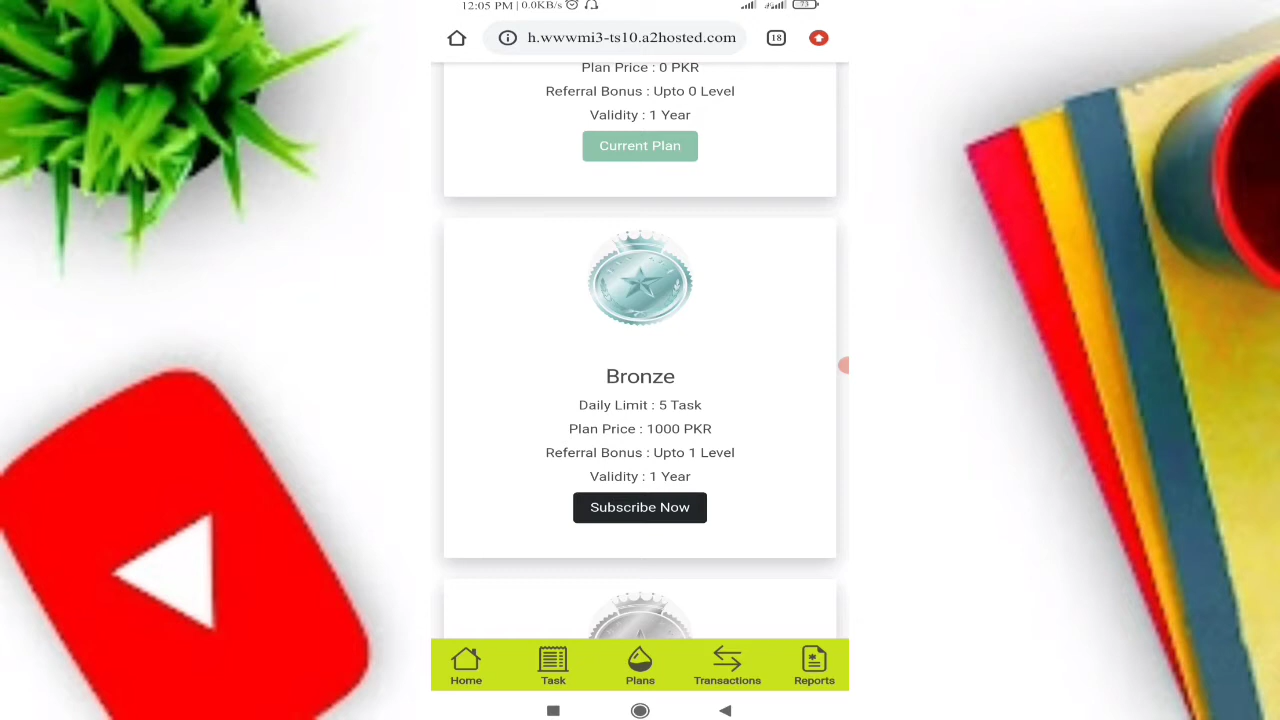 12:05 PM | 0.0KB/s
73
h.wwwmi3-ts10.a2hosted.com
18
Plan Price : 0 PKR
Referral Bonus : Upto 0 Level
Validity : 1 Year
Current Plan
Bronze
Daily Limit : 5 Task
Plan Price : 1000 PKR
Referral Bonus : Upto 1 Level
Validity : 1 Year
Subscribe Now
Home Task Plans Transactions Reports